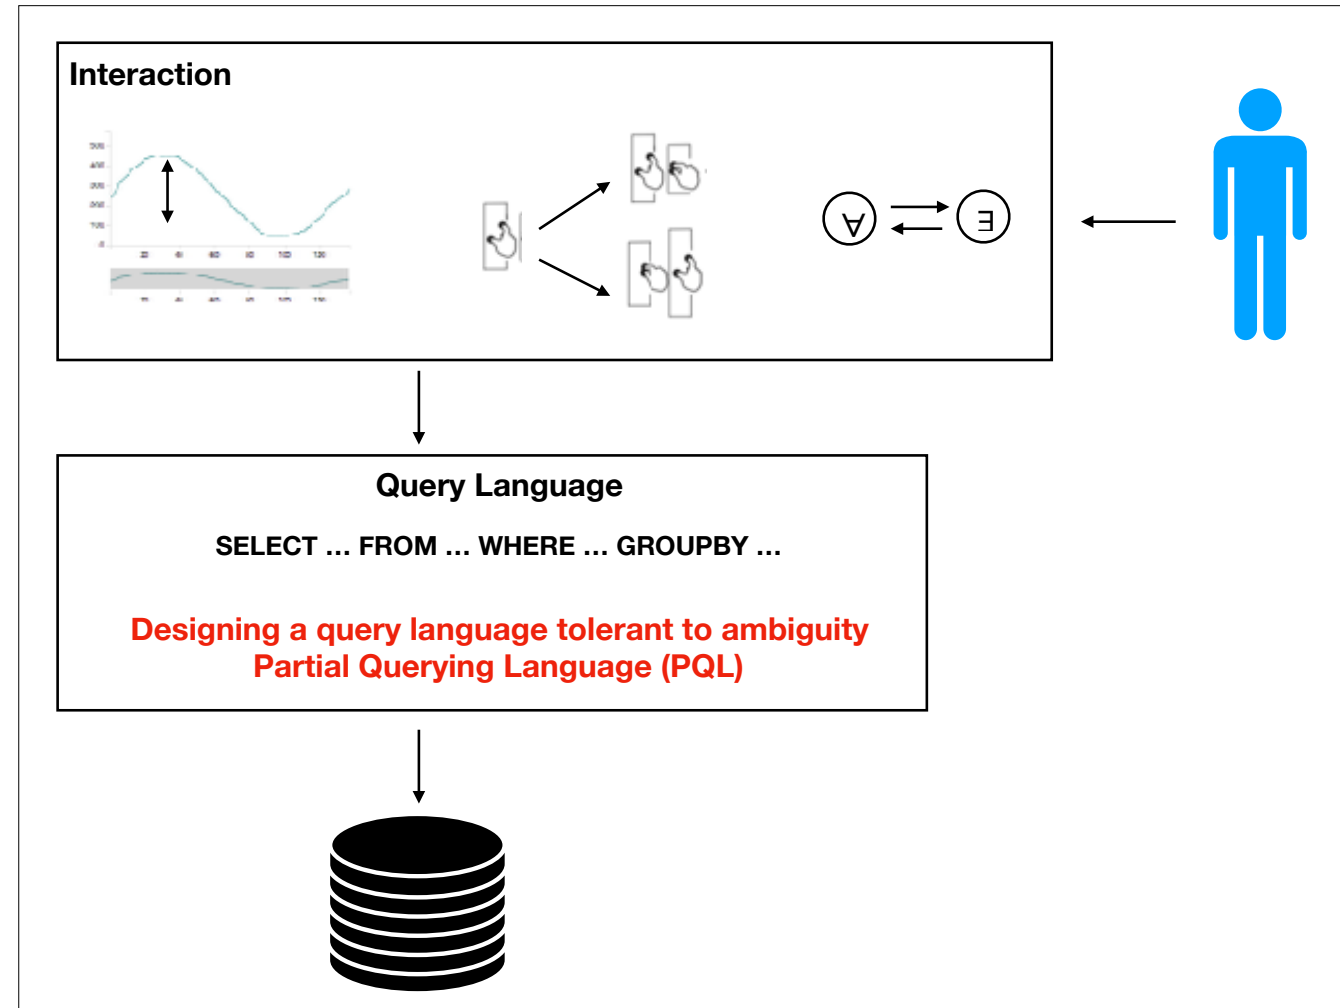 Interaction
∀
∃
Query Language
SELECT … FROM … WHERE … GROUPBY …
Designing a query language tolerant to ambiguity
Partial Querying Language (PQL)